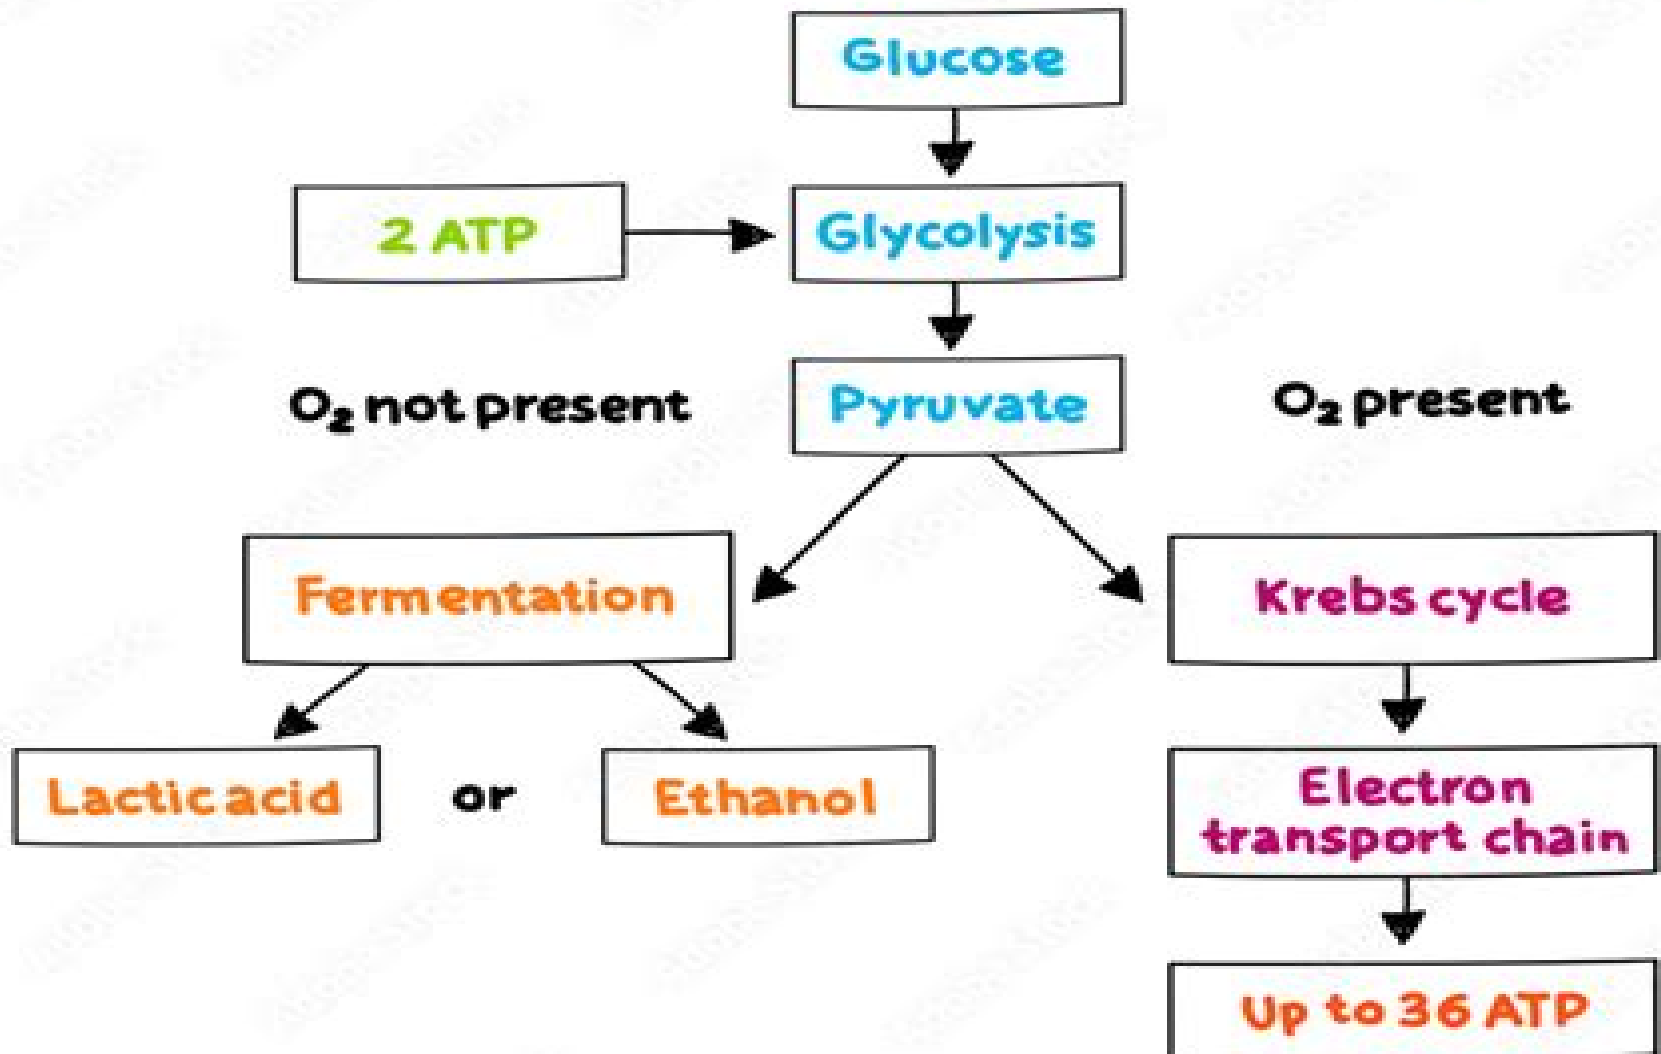 Glucose
2 ATP
Glycolysis
O₂ not present
Pyruvate
O₂ present
Fermentation
Krebs cycle
Lactic acid
or
Ethanol
Electron
transport chain
Up to 36 ATP